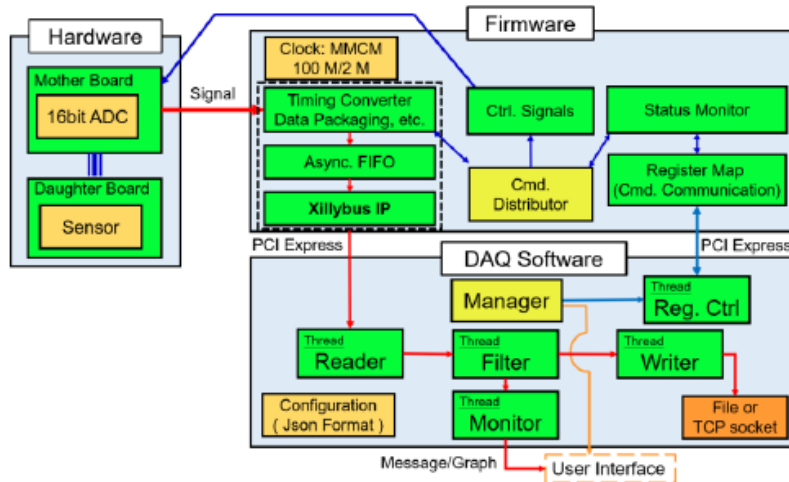 Hardware
Mother Board
16bit ADC
Daughter Board
Sensor
Signal
Firmware
Clock: MMCM
100 M/2 M
Timing Converter
Data Packaging, etc.
Async. FIFO
Xillybus IP
Ctrl. Signals
Cmd.
Distributor
Status Monitor
Register Map
(Cmd. Communication)
PCI Express
PCI Express
DAQ Software
Manager
Thread
Reg. Ctrl
Thread
Reader
Thread
Filter
Thread
Writer
Configuration
( Json Format )
Thread
Monitor
File or
TCP socket
Message/Graph
User Interface